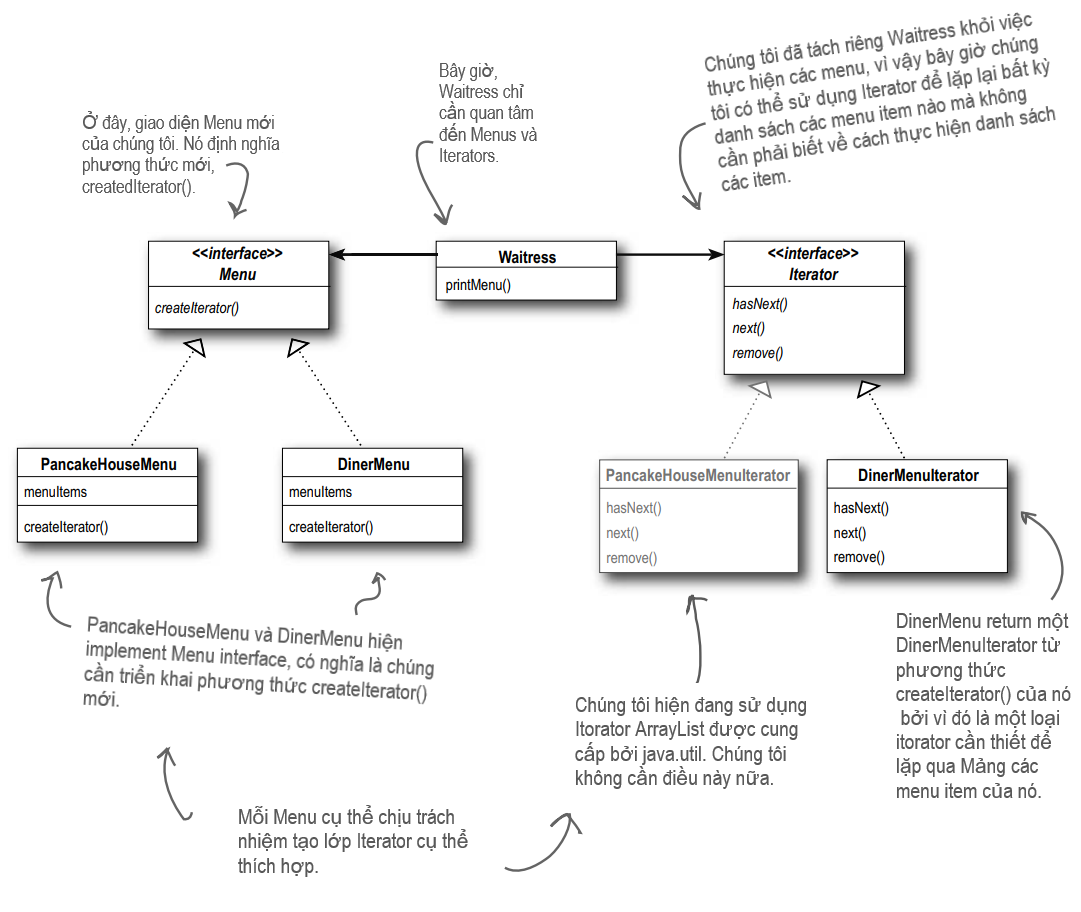 Ở đây, giao diện Menu mới
của chúng tôi. Nó định nghĩa
phương thức mới,
createdIterator().
Bây giờ,
Waitress chỉ
cần quan tâm
đến Menus và
Iterators.
Chúng tôi đã tách riêng Waitress khỏi việc
thực hiện các menu, vì vậy bây giờ chúng
tôi có thể sử dụng Iterator để lặp lại bất kỳ
danh sách các menu item nào mà không
cần phải biết về cách thực hiện danh sách
các item.
<<interface>>
Menu
createIterator()
Waitress
printMenu()
<<interface>>
Iterator
hasNext()
next()
remove()
PancakeHouseMenu
menuItems
createIterator()
DinerMenu
menuItems
createIterator()
PancakeHouseMenuIterator
hasNext()
next()
remove()
DinerMenuIterator
hasNext()
next()
remove()
PancakeHouseMenu và DinerMenu hiện
implement Menu interface, có nghĩa là chúng
cần triển khai phương thức createIterator()
mới.
Chúng tôi hiện đang sử dụng
Itorator ArrayList được cung
cấp bởi java.util. Chúng tôi
không cần điều này nữa.
DinerMenu return một
DinerMenuIterator từ
phương thức
createIterator() của nó
bởi vì đó là một loại
itorator cần thiết để
lặp qua Mảng các
menu item của nó.
Mỗi Menu cụ thể chịu trách
nhiệm tạo lớp Iterator cụ thể
thích hợp.